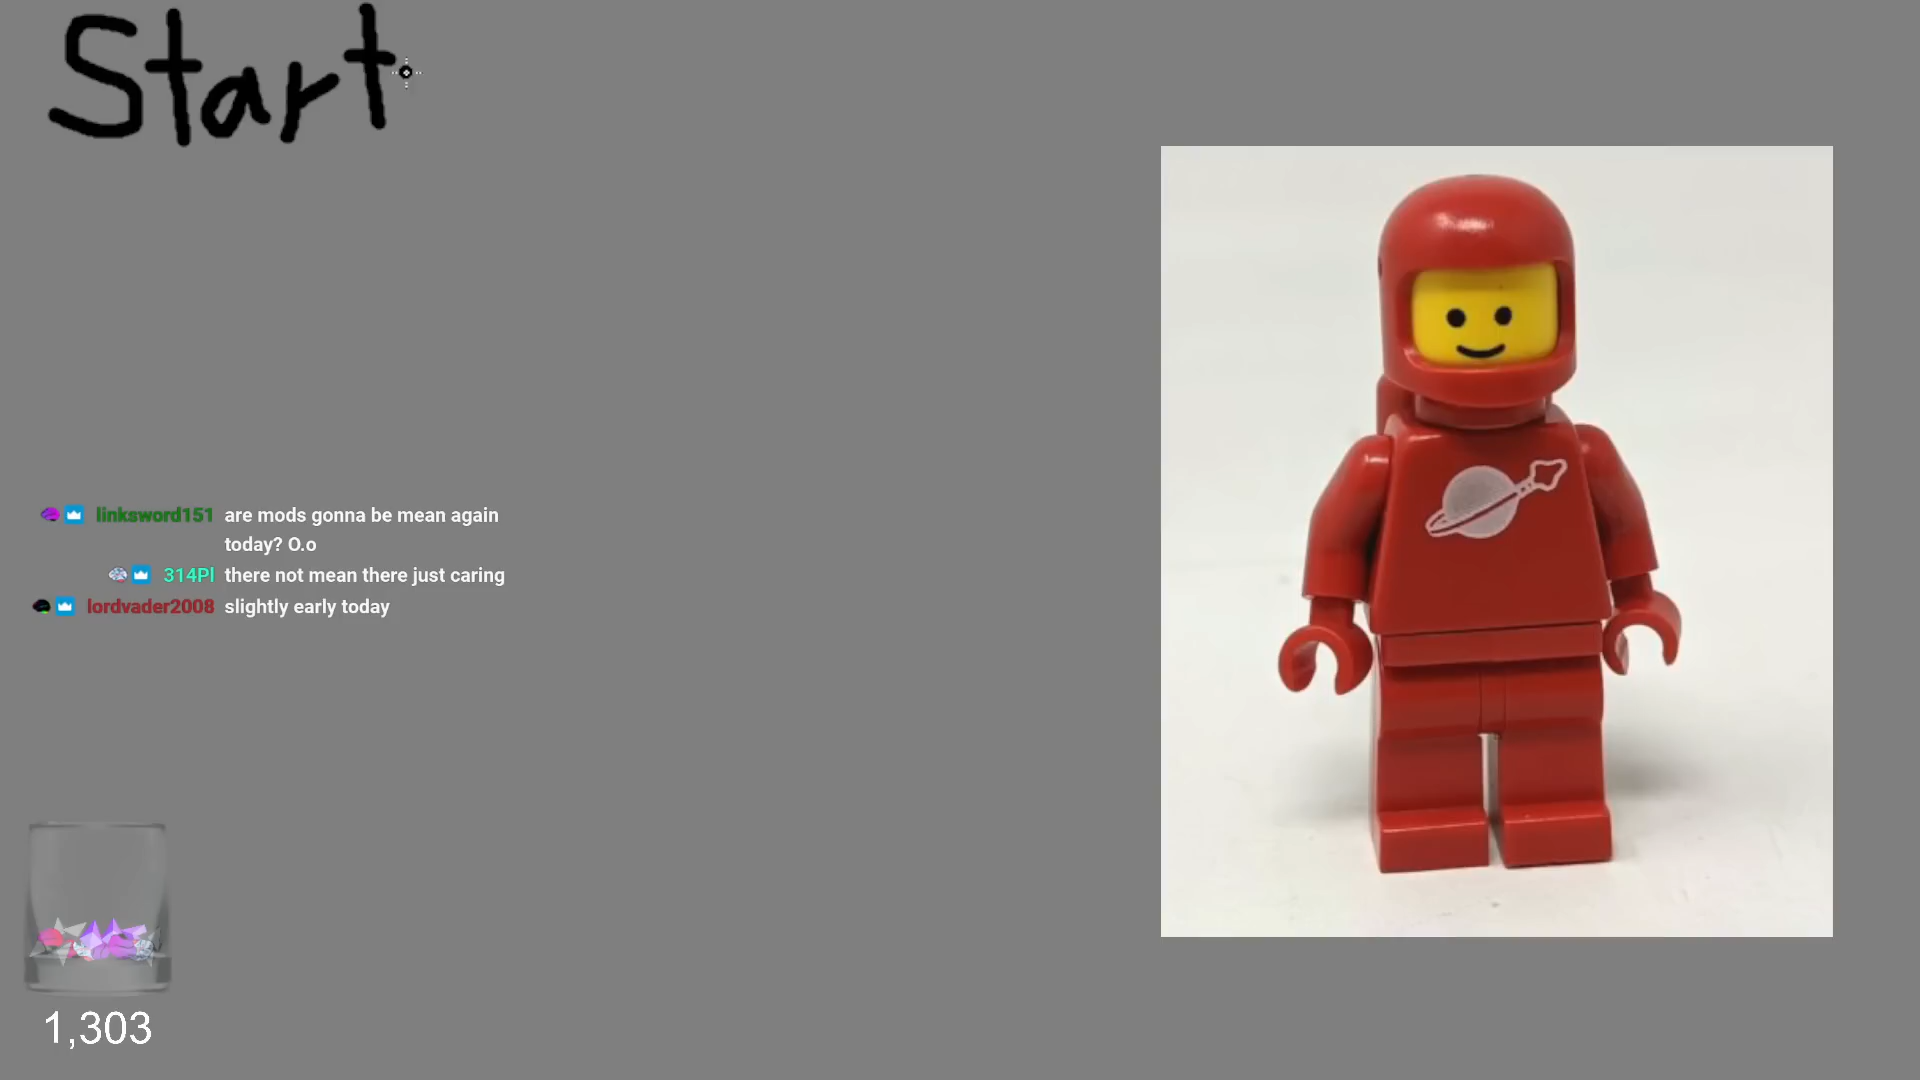 Start
linksword151 are mods gonna be mean again
today? O.o
314Pl there not mean there just caring
lordvader2008 slightly early today
1,303